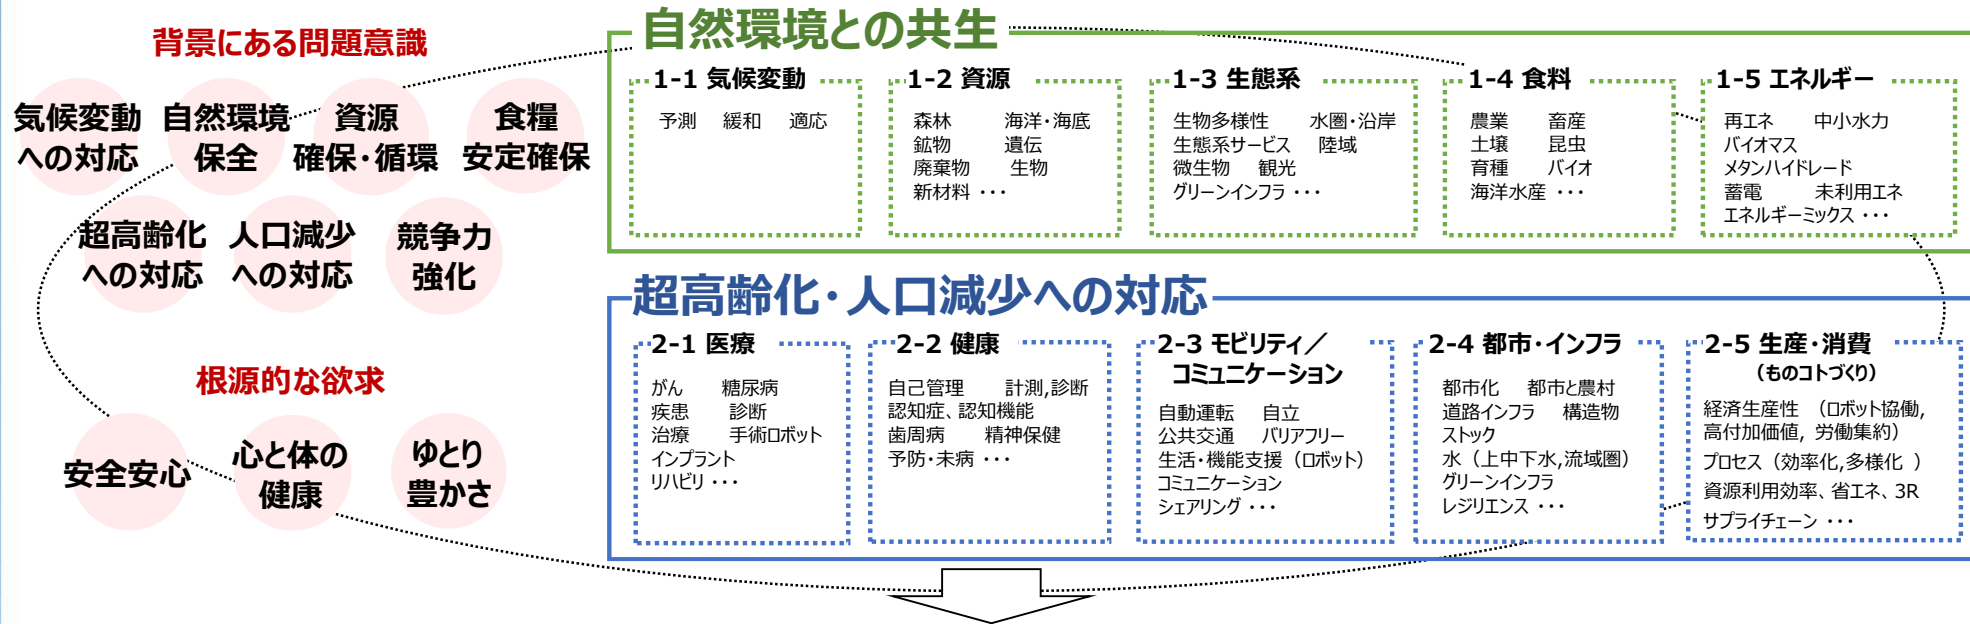 背景にある問題意識
気候変動
への対応
自然環境
保全
資源
確保・循環
食糧
安定確保
超高齢化
への対応
人口減少
への対応
競争力
強化
根源的な欲求
安全安心
心と体の
健康
ゆとり
豊かさ
自然環境との共生
1-1 気候変動
予測 緩和 適応
1-2 資源
森林 海洋・海底
鉱物 遺伝
廃棄物 生物
新材料 ・・・
1-3 生態系
生物多様性 水圏・沿岸
生態系サービス 陸域
微生物 観光
グリーンインフラ ・・・
1-4 食料
農業 畜産
土壌 昆虫
育種 バイオ
海洋水産 ・・・
1-5 エネルギー
再エネ 中小水力
バイオマス
メタンハイドレード
蓄電 未利用エネ
エネルギーミックス ・・・
超高齢化・人口減少への対応
2-1 医療
がん 糖尿病
疾患 診断
治療 手術ロボット
インプラント
リハビリ ・・・
2-2 健康
自己管理 計測,診断
認知症、認知機能
歯周病 精神保健
予防・未病 ・・・
2-3 モビリティ／
コミュニケーション
自動運転 自立
公共交通 バリアフリー
生活・機能支援（ロボット）
コミュニケーション
シェアリング ・・・
2-4 都市・インフラ
都市化 都市と農村
道路インフラ 構造物
ストック
水（上中下水,流域圏）
グリーンインフラ
レジリエンス ・・・
2-5 生産・消費
（ものコトづくり）
経済生産性 （ロボット協働,
高付加価値, 労働集約）
プロセス（効率化,多様化 ）
資源利用効率、省エネ、3R
サプライチェーン ・・・